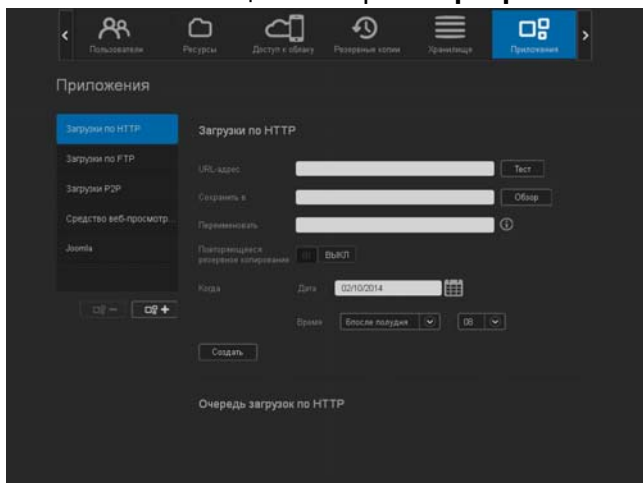 Пользователи Ресурсы Доступ к облаку Резервные копии Хранилище Приложения
Приложения
Загрузки по HTTP
Загрузки по FTP
Загрузки P2P
Средство веб-просмотр...
Joomla
Загрузки по HTTP
URL-адрес Тест
Сохранить в Обзор
Переименовать
Повторяющееся
резервное копирование ВЫКЛ
Когда Дата 02/10/2014
Время 6после полудня 08
Создать
Очередь загрузок по HTTP